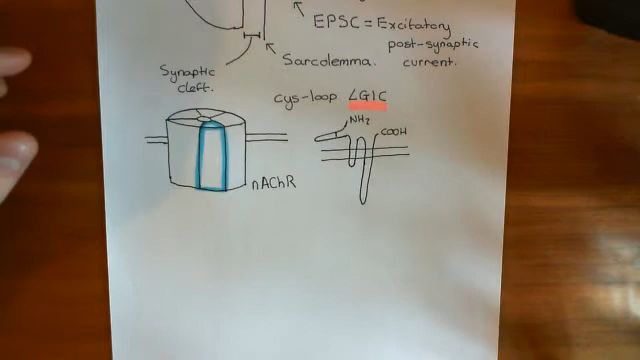 EPSC = Excitatory
post-synaptic
current.
Sarcolemma.
Synaptic
cleft.
cys-loop LGIC
NH2
COOH
nAChR